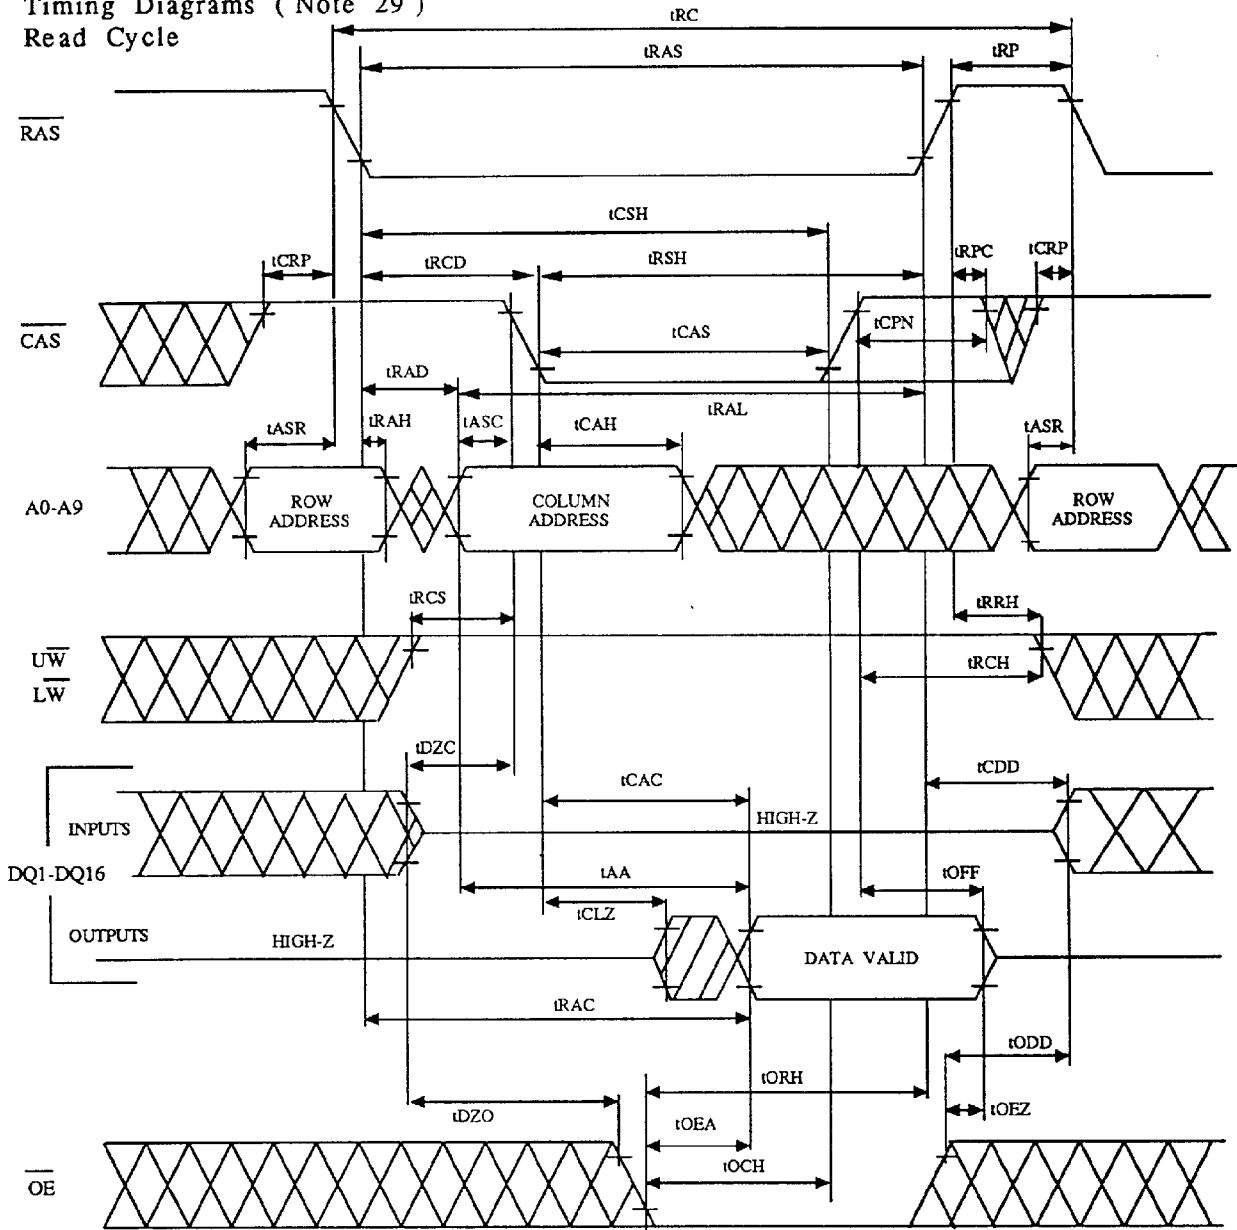 Timing Diagrams ( Note 29 )
Read Cycle
tRC
tRAS
tRP
RAS
tCSH
tCRP
tRCD
tRSH
tRPC
tCRP
CAS
tCAS
tCPN
tRAD
tRAL
tASR
tRAH
tASC
tCAH
tASR
A0-A9
ROW
ADDRESS
COLUMN
ADDRESS
ROW
ADDRESS
tRCS
tRRH
UW
LW
tRCH
tDZC
tCAC
tCDD
INPUTS
HIGH-Z
DQ1-DQ16
tAA
tOFF
tCLZ
OUTPUTS
HIGH-Z
DATA VALID
tRAC
tODD
tORH
tDZO
tOEA
tOEZ
tOCH
OE